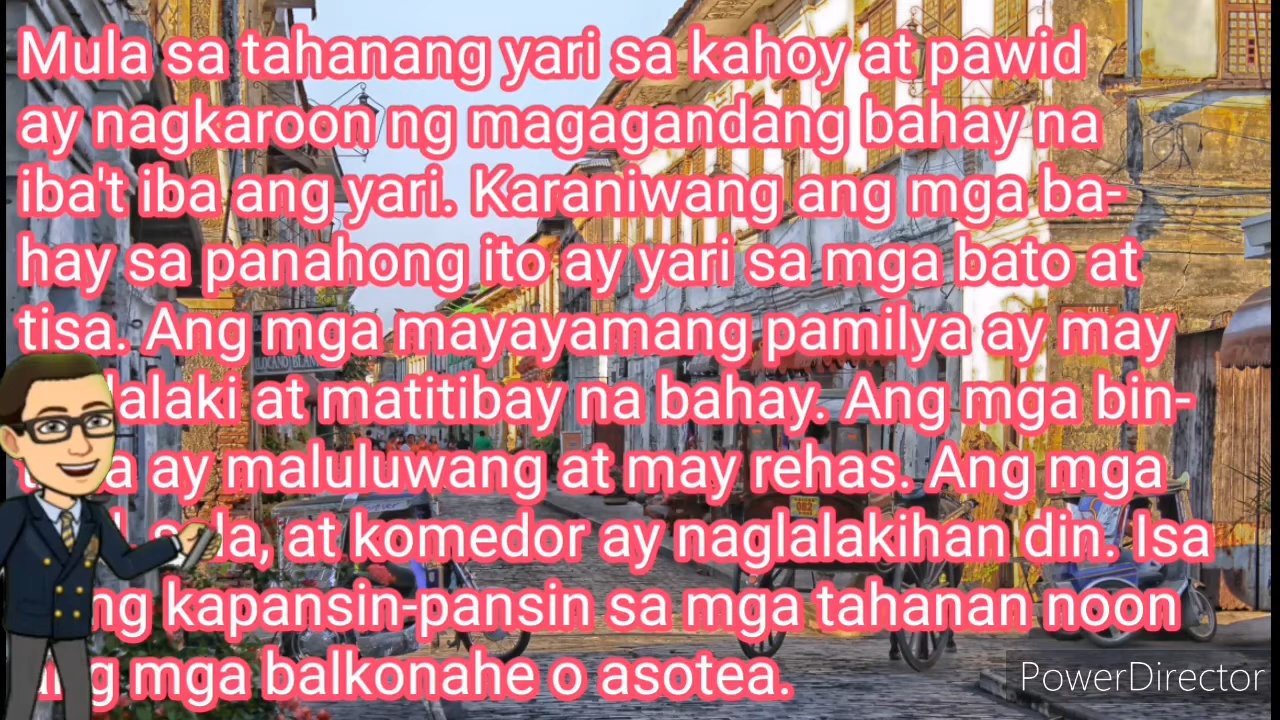 Mula sa tahanang yari sa kahoy at pawid
ay nagkaroon ng magagandang bahay na
iba't iba ang yari. Karaniwang ang mga ba-
hay sa panahong ito ay yari sa mga bato at
tisa. Ang mga mayayamang pamilya ay may
at matitibay na bahay. Ang mga bin-
ay maluluwang at may rehas. Ang mga
at komedor ay naglalakihan din. Isa
kapansin-pansin sa mga tahanan noon
ang mga balkonahe o asotea.
PowerDirector